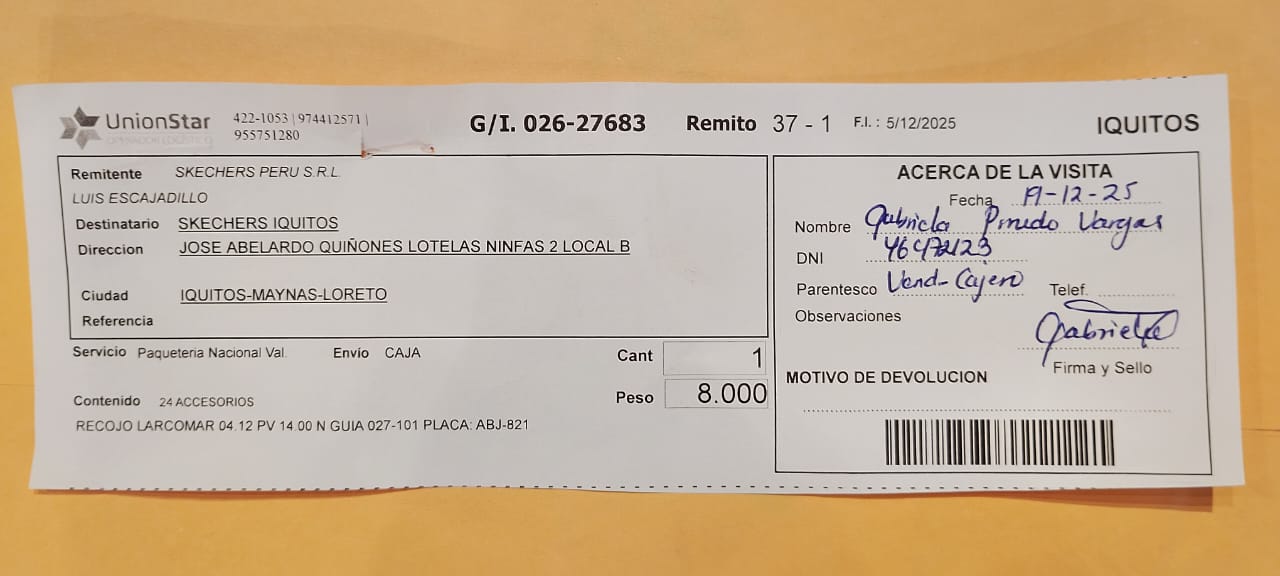 UnionStar
OPERADOR LOGÍSTICO
422-1053 | 974412571 |
955751280
G/I. 026-27683
Remito 37 - 1
F.I. : 5/12/2025
IQUITOS
Remitente SKECHERS PERU S.R.L.
LUIS ESCAJADILLO
Destinatario SKECHERS IQUITOS
Direccion JOSE ABELARDO QUIÑONES LOTELAS NINFAS 2 LOCAL B
Ciudad IQUITOS-MAYNAS-LORETO
Referencia
Servicio Paqueteria Nacional Val. Envío CAJA
Cant 1
Peso 8.000
Contenido 24 ACCESORIOS
RECOJO LARCOMAR 04.12 PV 14.00 N GUIA 027-101 PLACA: ABJ-821
ACERCA DE LA VISITA
Fecha 19-12-25
Nombre Gabriela Pinedo Vargas
DNI
Parentesco Vend-Cajero Telef.
Observaciones
Gabriela
Firma y Sello
MOTIVO DE DEVOLUCION